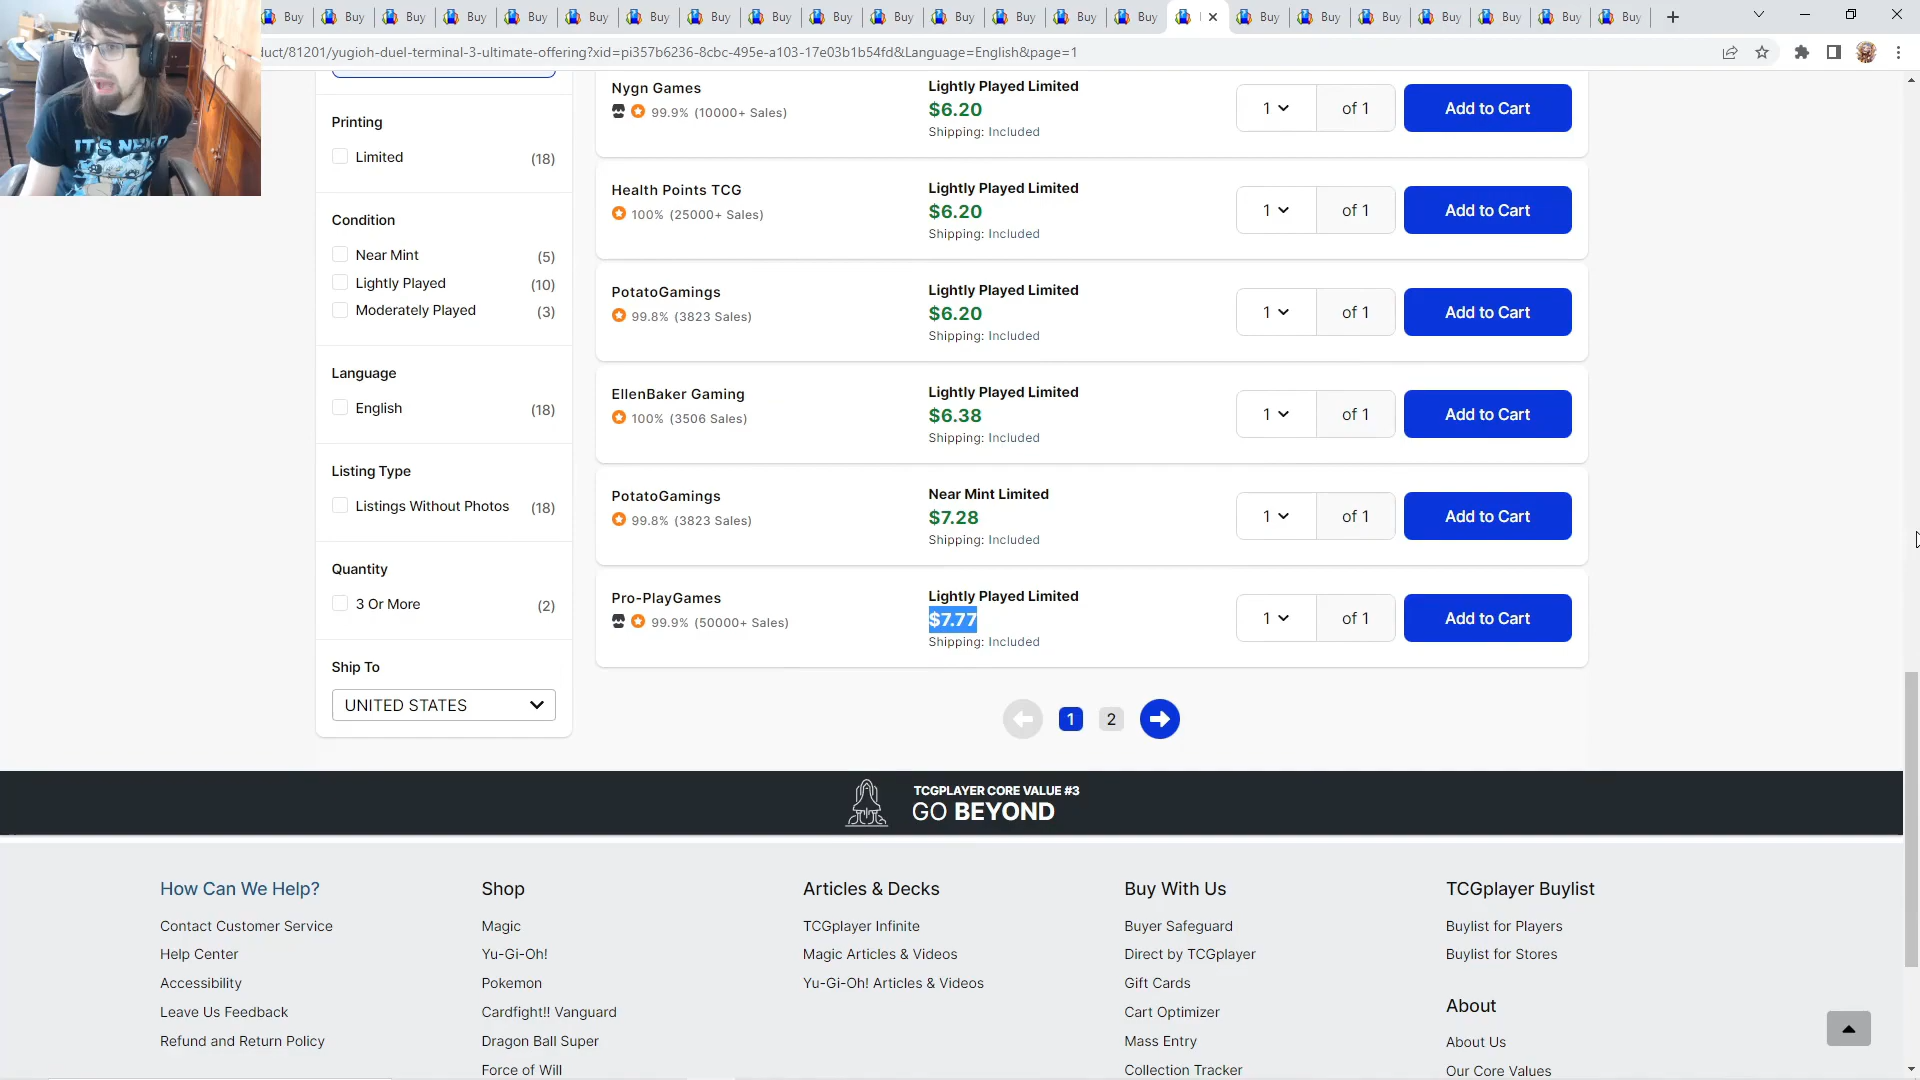 Buy Buy Buy Buy Buy Buy Buy Buy Buy Buy Buy Buy Buy Buy Buy Buy Buy Buy Buy Buy Buy Buy
duct/81201/yugioh-duel-terminal-3-ultimate-offering?xid=pi357b6236-8cbc-495e-a103-17e03b1b54fd&Language=English&page=1
IT'S
Printing
Limited (18)
Condition
Near Mint (5)
Lightly Played (10)
Moderately Played (3)
Language
English (18)
Listing Type
Listings Without Photos (18)
Quantity
3 Or More (2)
Ship To
UNITED STATES
Nygn Games
99.9% (10000+ Sales)
Lightly Played Limited
$6.20
Shipping: Included
1 of 1 Add to Cart
Health Points TCG
100% (25000+ Sales)
Lightly Played Limited
$6.20
Shipping: Included
1 of 1 Add to Cart
PotatoGamings
99.8% (3823 Sales)
Lightly Played Limited
$6.20
Shipping: Included
1 of 1 Add to Cart
EllenBaker Gaming
100% (3506 Sales)
Lightly Played Limited
$6.38
Shipping: Included
1 of 1 Add to Cart
PotatoGamings
99.8% (3823 Sales)
Near Mint Limited
$7.28
Shipping: Included
1 of 1 Add to Cart
Pro-PlayGames
99.9% (50000+ Sales)
Lightly Played Limited
$7.77
Shipping: Included
1 of 1 Add to Cart
1 2
TCGPLAYER CORE VALUE #3
GO BEYOND
How Can We Help?
Contact Customer Service
Help Center
Accessibility
Leave Us Feedback
Refund and Return Policy
Shop
Magic
Yu-Gi-Oh!
Pokemon
Cardfight!! Vanguard
Dragon Ball Super
Force of Will
Articles & Decks
TCGplayer Infinite
Magic Articles & Videos
Yu-Gi-Oh! Articles & Videos
Buy With Us
Buyer Safeguard
Direct by TCGplayer
Gift Cards
Cart Optimizer
Mass Entry
Collection Tracker
TCGplayer Buylist
Buylist for Players
Buylist for Stores
About
About Us
Our Core Values